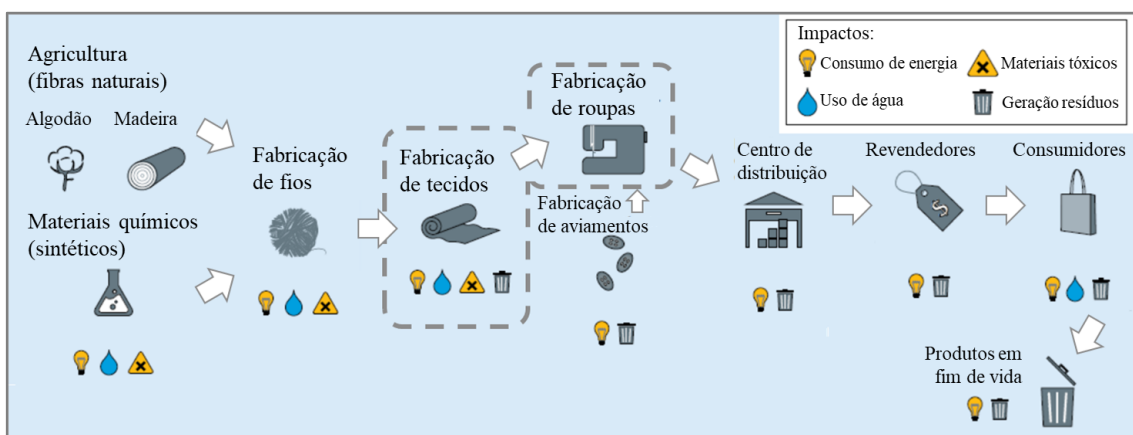 Agricultura
(fibras naturais)
Algodão
Madeira
Materiais químicos
(sintéticos)
Fabricação
de fios
Fabricação
de tecidos
Fabricação
de roupas
Fabricação
de aviamentos
Impactos:
Consumo de energia
Materiais tóxicos
Uso de água
Geração resíduos
Centro de
distribuição
Revendedores
$
Consumidores
Produtos em
fim de vida